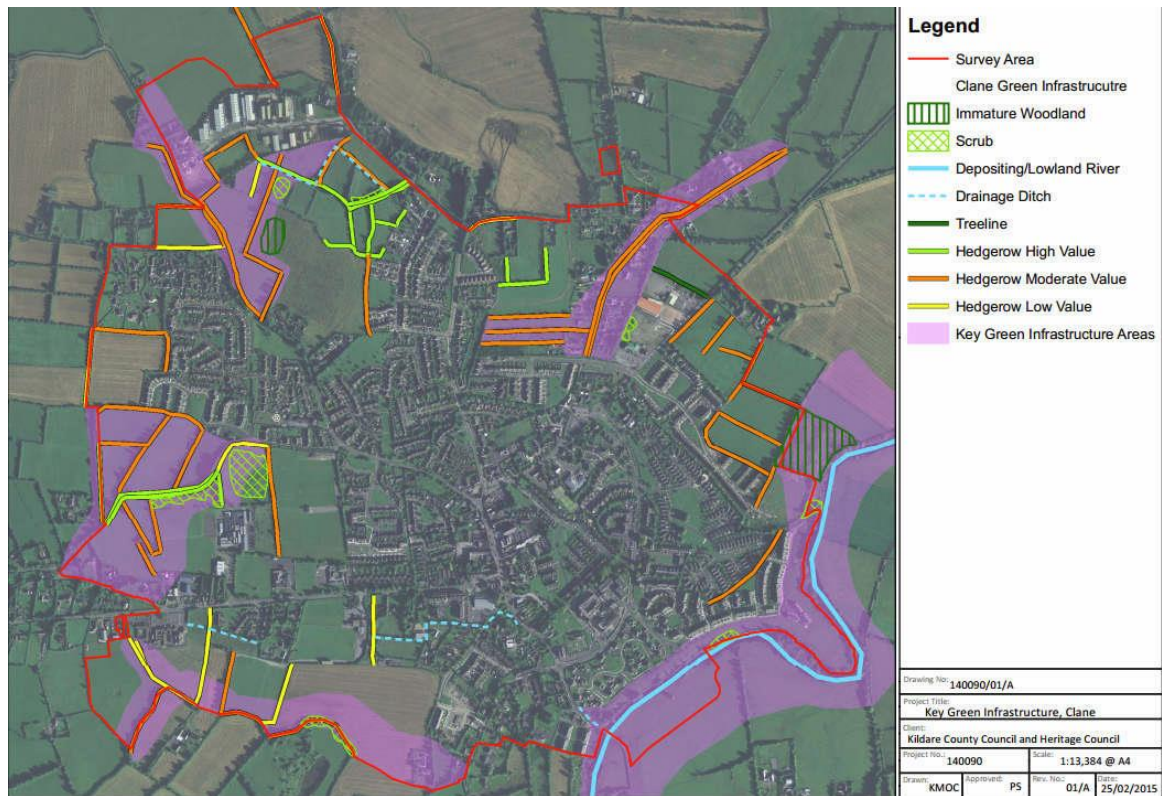 Legend
Survey Area
Clane Green Infrastrucutre
Immature Woodland
Scrub
Depositing/Lowland River
Drainage Ditch
Treeline
Hedgerow High Value
Hedgerow Moderate Value
Hedgerow Low Value
Key Green Infrastructure Areas
Drawing No: 140090/01/A
Project Title:
Key Green Infrastructure, Clane
Client:
Kildare County Council and Heritage Council
Project No.: 140090
Scale: 1:13,384 @ A4
Drawn: KMOC
Approved: PS
Rev. No.: 01/A
Date: 25/02/2015